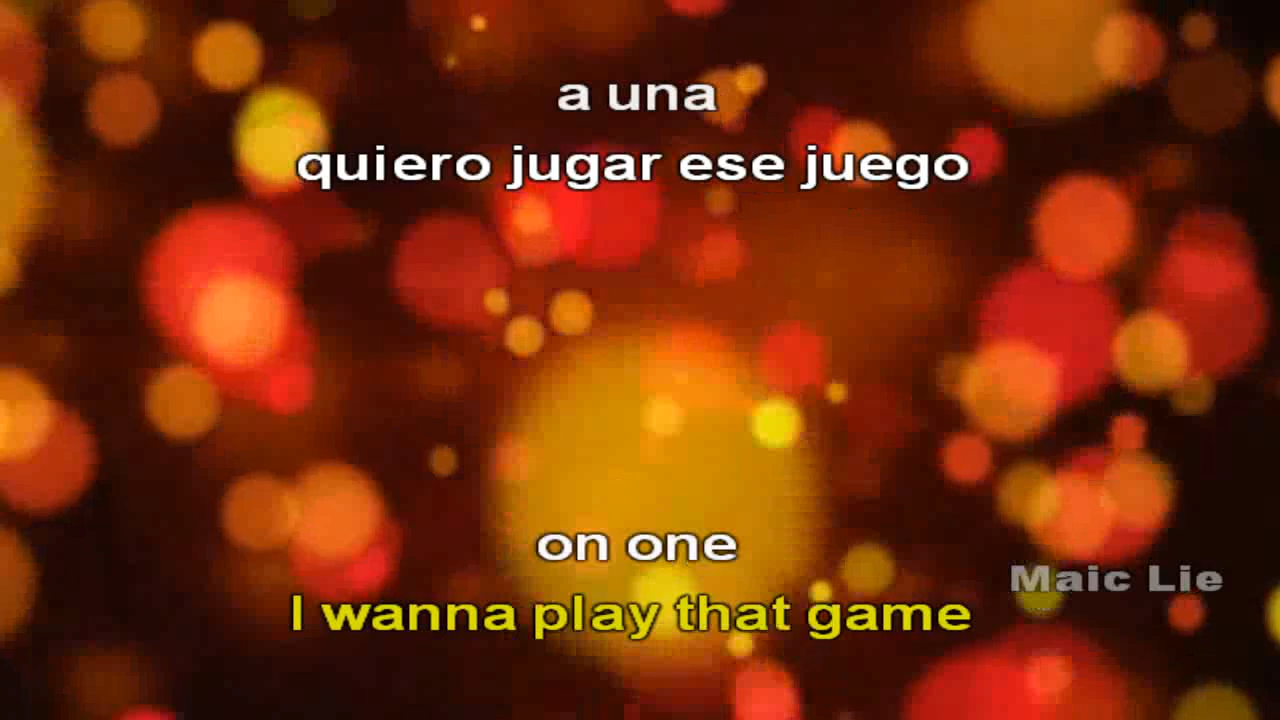 a una
quiero jugar ese juego
on one
Maic Lie
I wanna play that game